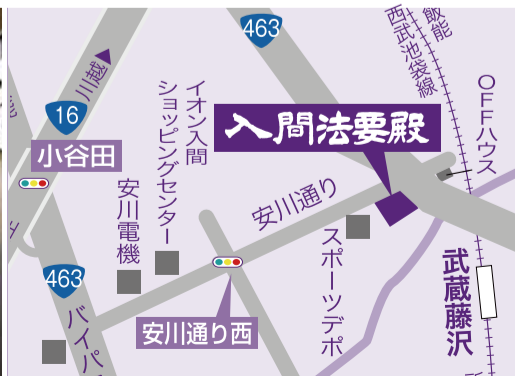 463
飯能
西武池袋線
川越
16
小谷田
イオン入間
ショッピングセンター
入間法要殿
OFFハウス
安川電機
安川通り
スポーツデポ
武蔵藤沢
463
バイパ
安川通り西